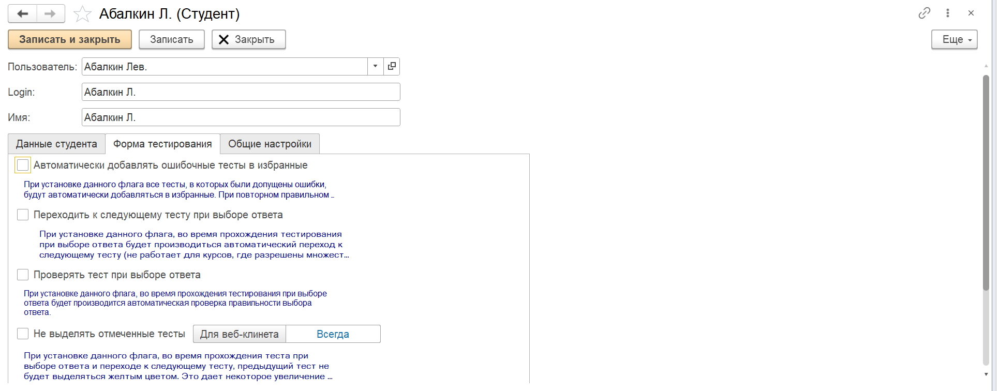 Абалкин Л. (Студент)
Записать и закрыть
Записать
Закрыть
Еще
Пользователь:
Абалкин Лев.
Login:
Абалкин Л.
Имя:
Абалкин Л.
Данные студента
Форма тестирования
Общие настройки
Автоматически добавлять ошибочные тесты в избранные
При установке данного флага все тесты, в которых были допущены ошибки,
будут автоматически добавляться в избранные. При повторном правильном ...
Переходить к следующему тесту при выборе ответа
При установке данного флага, во время прохождения тестирования
при выборе ответа будет производиться автоматический переход к
следующему тесту (не работает для курсов, где разрешены множест...
Проверять тест при выборе ответа
При установке данного флага, во время прохождения тестирования при выборе
ответа будет производится автоматическая проверка правильности выбора
ответа.
Не выделять отмеченные тесты
Для веб-клинета
Всегда
При установке данного флага, во время прохождения теста при
выборе ответа и переходе к следующему тесту, предыдущий тест не
будет выделяться желтым цветом. Это дает некоторое увеличение ...